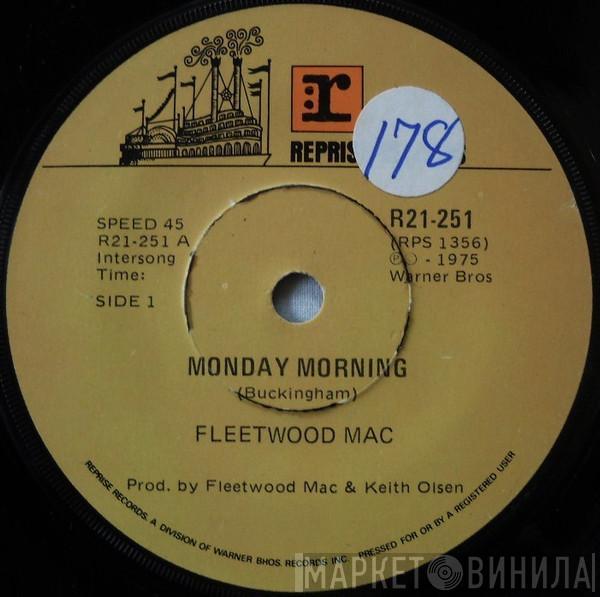 r:
REPRISE
178
SPEED 45
R21-251 A
Intersong
Time:
SIDE 1
R21-251
(RPS 1356)
Ⓟ Ⓒ - 1975
Warner Bros
MONDAY MORNING
(Buckingham)
FLEETWOOD MAC
Prod. by Fleetwood Mac & Keith Olsen
REPRISE RECORDS. A DIVISION OF WARNER BROS. RECORDS INC. PRESSED FOR OR BY A REGISTERED USER
МАРКЕТ ВИНИЛА